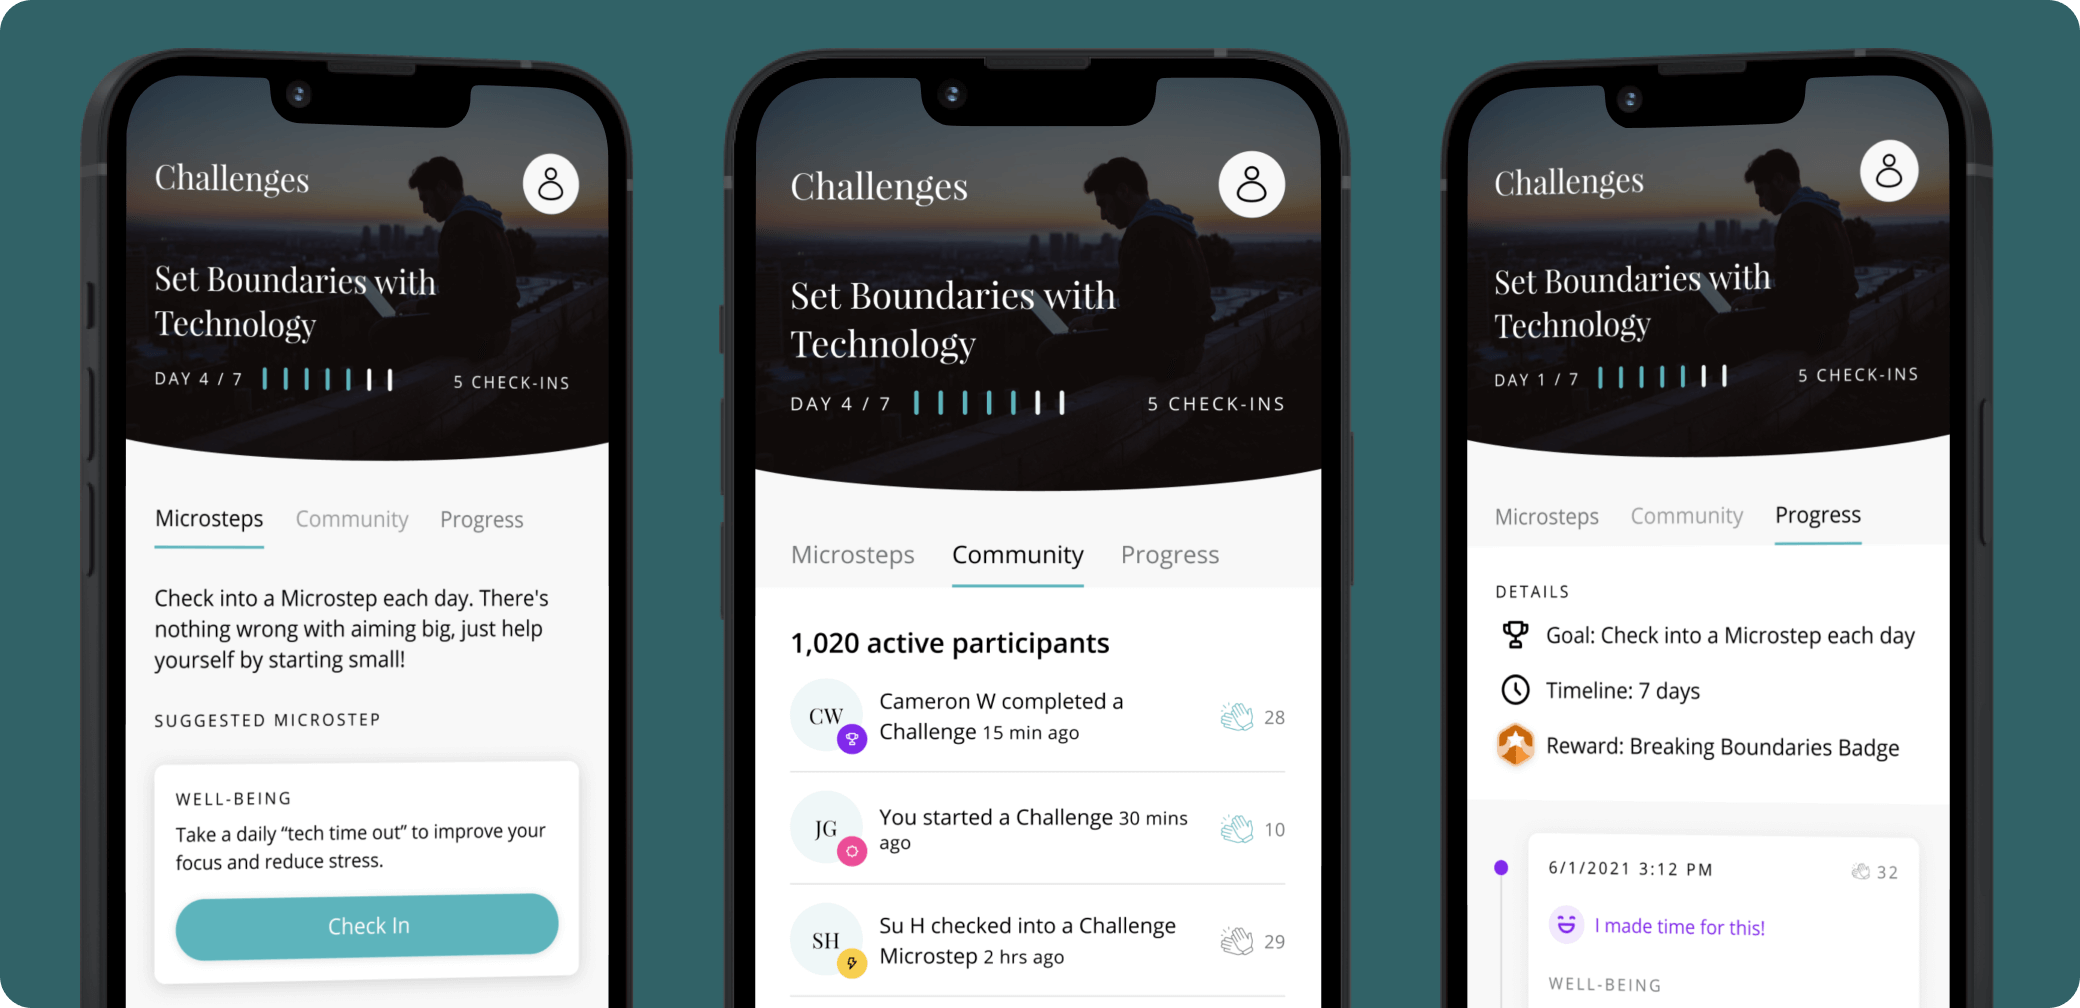 Challenges
Set Boundaries with
Technology
DAY 4 / 7
5 CHECK-INS
Microsteps
Community
Progress
Check into a Microstep each day. There's
nothing wrong with aiming big, just help
yourself by starting small!
SUGGESTED MICROSTEP
WELL-BEING
Take a daily “tech time out” to improve your
focus and reduce stress.
Check In
Challenges
Set Boundaries with
Technology
DAY 4 / 7
5 CHECK-INS
Microsteps
Community
Progress
1,020 active participants
CW
Cameron W completed a
Challenge 15 min ago
28
JG
You started a Challenge 30 mins
ago
10
SH
Su H checked into a Challenge
Microstep 2 hrs ago
29
Challenges
Set Boundaries with
Technology
DAY 1 / 7
5 CHECK-INS
Microsteps
Community
Progress
DETAILS
Goal: Check into a Microstep each day
Timeline: 7 days
Reward: Breaking Boundaries Badge
6/1/2021 3:12 PM
32
I made time for this!
WELL-BEING